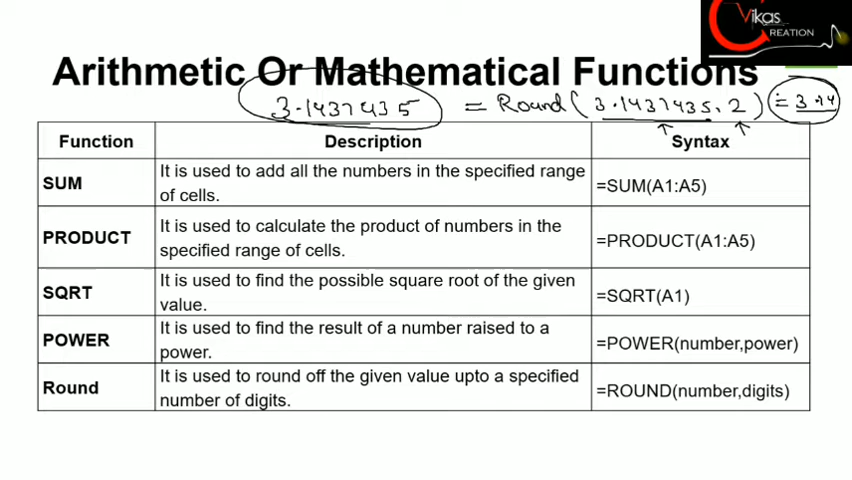 Vikas
CREATION
Arithmetic Or Mathematical Functions
3.1437435 = Round (3.1437435, 2) = 3.14
Function Description Syntax
SUM It is used to add all the numbers in the specified range of cells. =SUM(A1:A5)
PRODUCT It is used to calculate the product of numbers in the specified range of cells. =PRODUCT(A1:A5)
SQRT It is used to find the possible square root of the given value. =SQRT(A1)
POWER It is used to find the result of a number raised to a power. =POWER(number,power)
Round It is used to round off the given value upto a specified number of digits. =ROUND(number,digits)